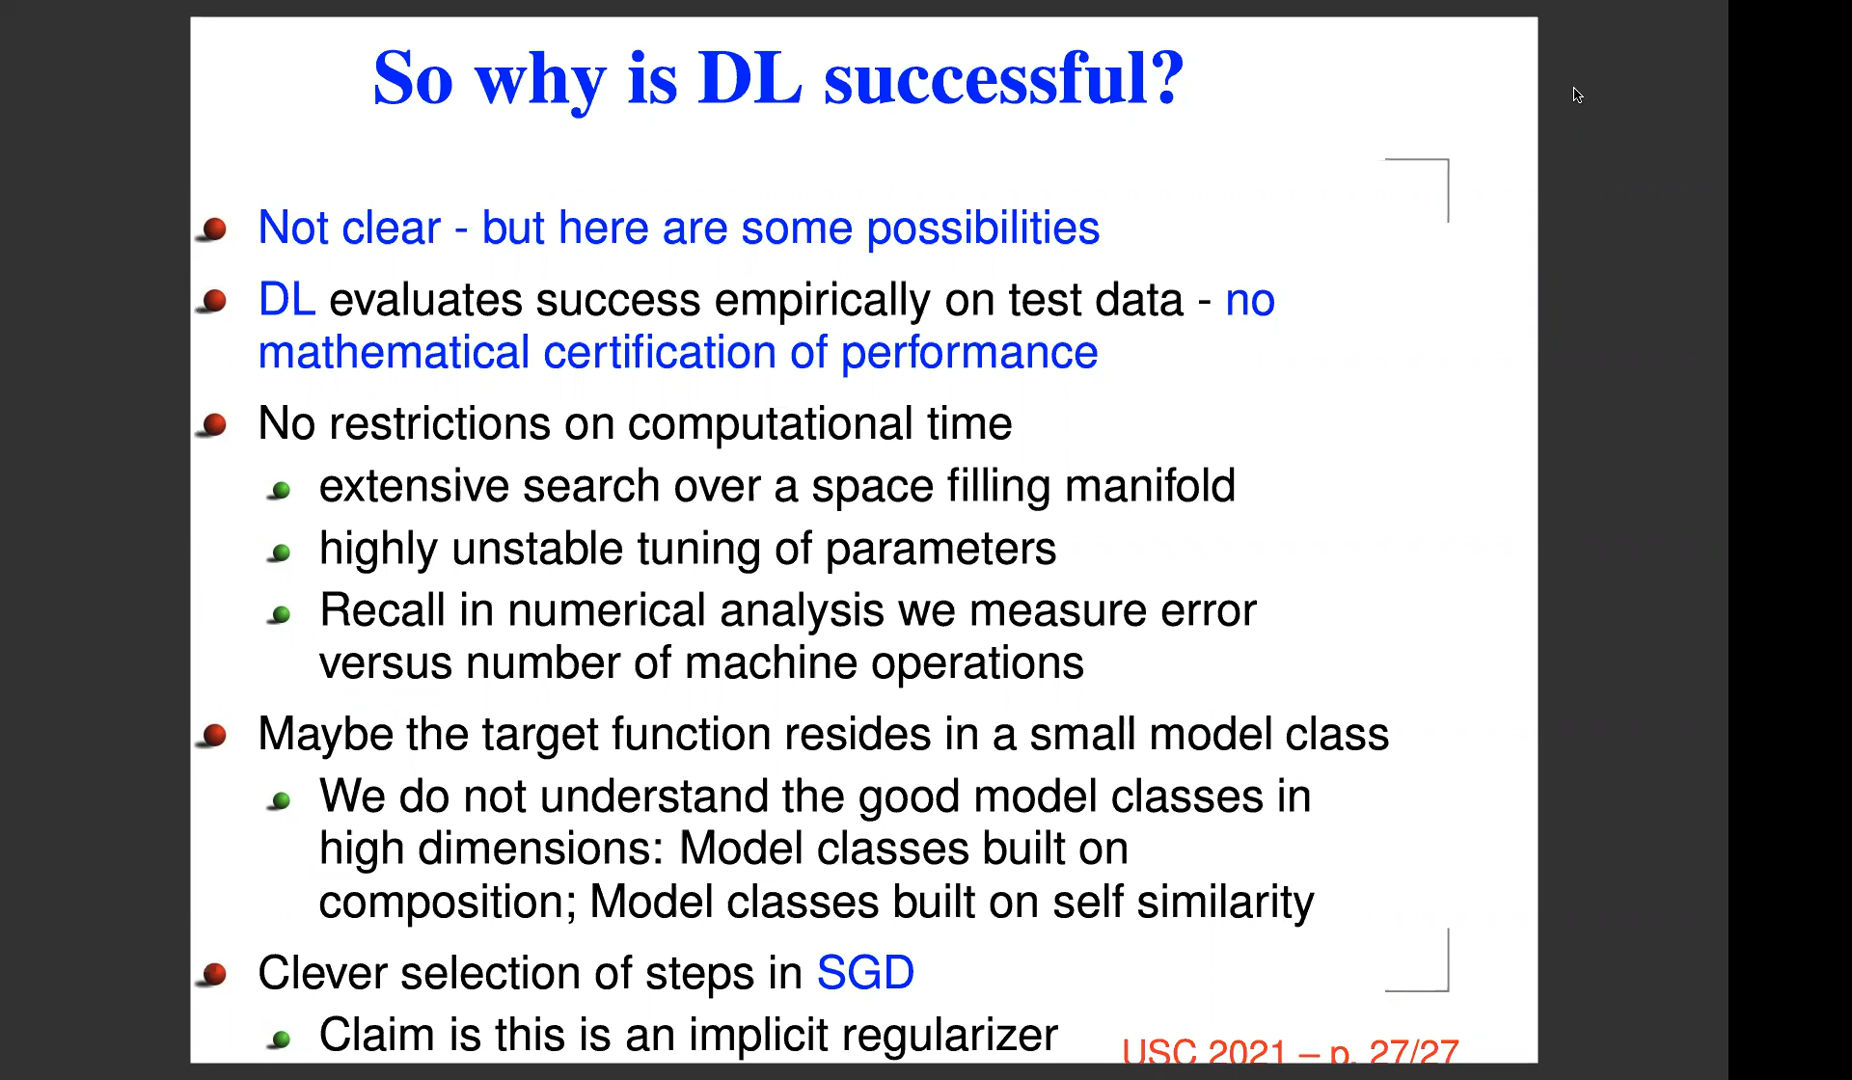 So why is DL successful?
Not clear - but here are some possibilities
DL evaluates success empirically on test data - no
mathematical certification of performance
No restrictions on computational time
extensive search over a space filling manifold
highly unstable tuning of parameters
Recall in numerical analysis we measure error
versus number of machine operations
Maybe the target function resides in a small model class
We do not understand the good model classes in
high dimensions: Model classes built on
composition; Model classes built on self similarity
Clever selection of steps in SGD
Claim is this is an implicit regularizer
USC 2021 – p. 27/27